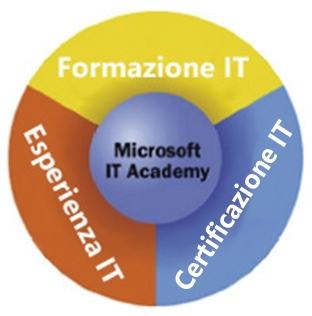 Formazione IT
Microsoft
IT Academy
Esperienza IT
Certificazione IT